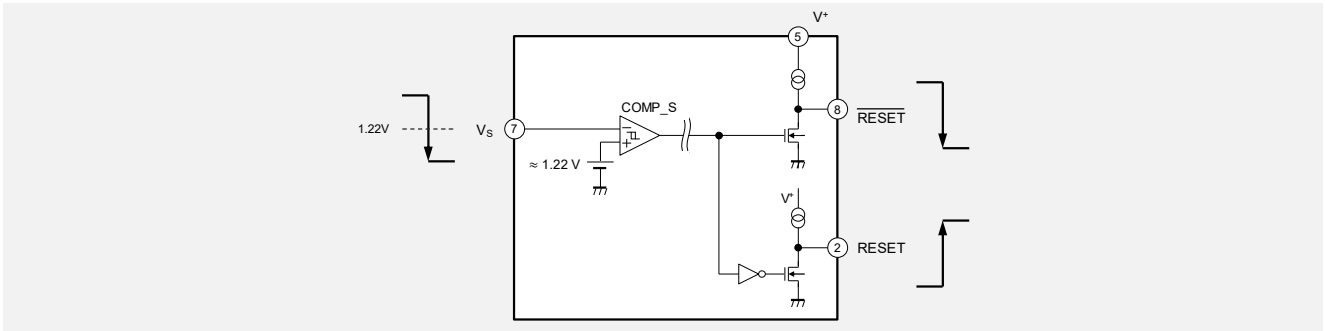 V⁺
5
COMP_S
8
RESET
1.22V
Vs
7
≈ 1.22 V
V⁺
2
RESET